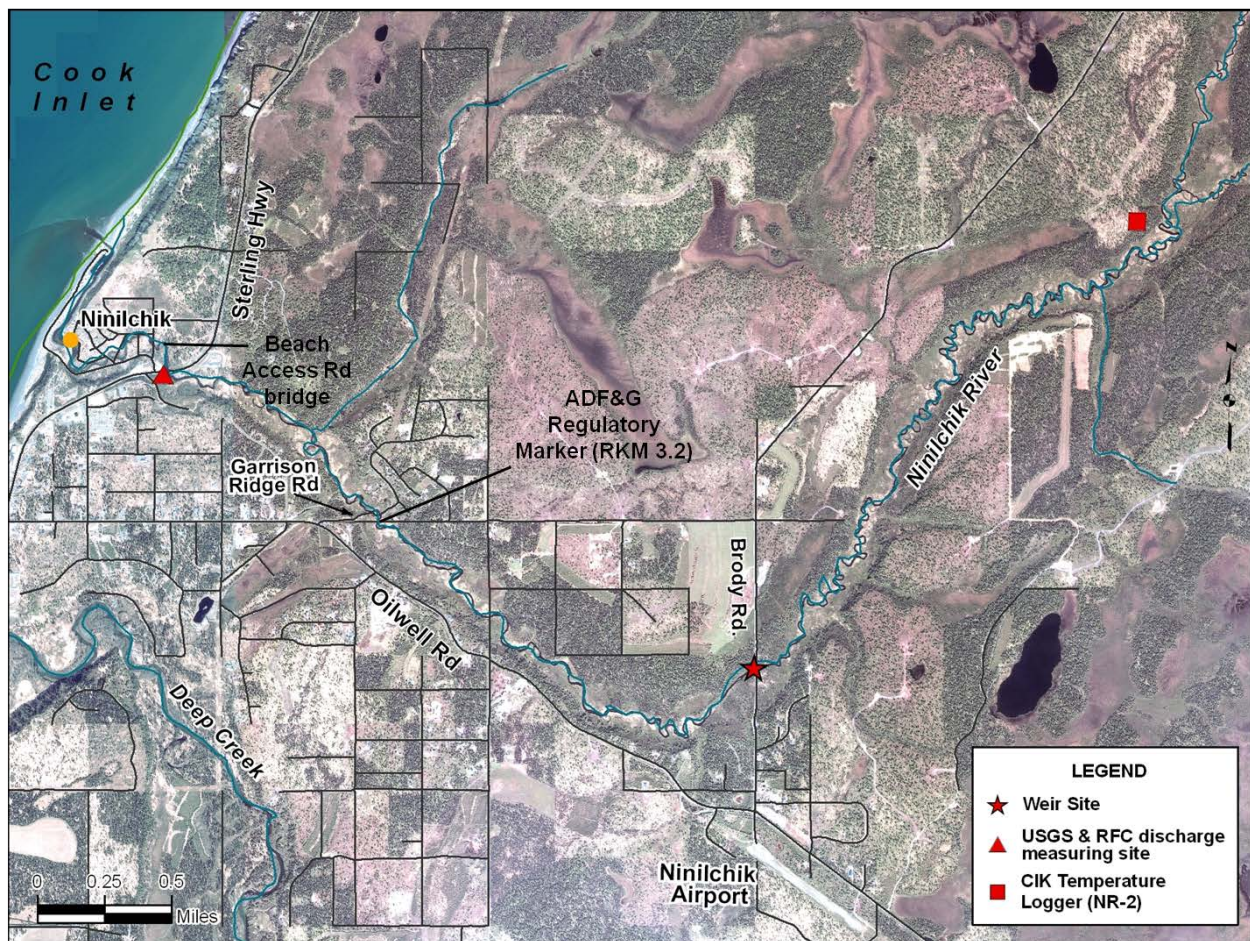 Cook
Inlet
Sterling Hwy
Ninilchik
Beach
Access Rd
bridge
ADF&G
Regulatory
Marker (RKM 3.2)
Garrison
Ridge Rd
Ninilchik River
Brody Rd.
Oilwell Rd
Deep Creek
Ninilchik
Airport
0 0.25 0.5
Miles
LEGEND
Weir Site
USGS & RFC discharge
measuring site
CIK Temperature
Logger (NR-2)
z